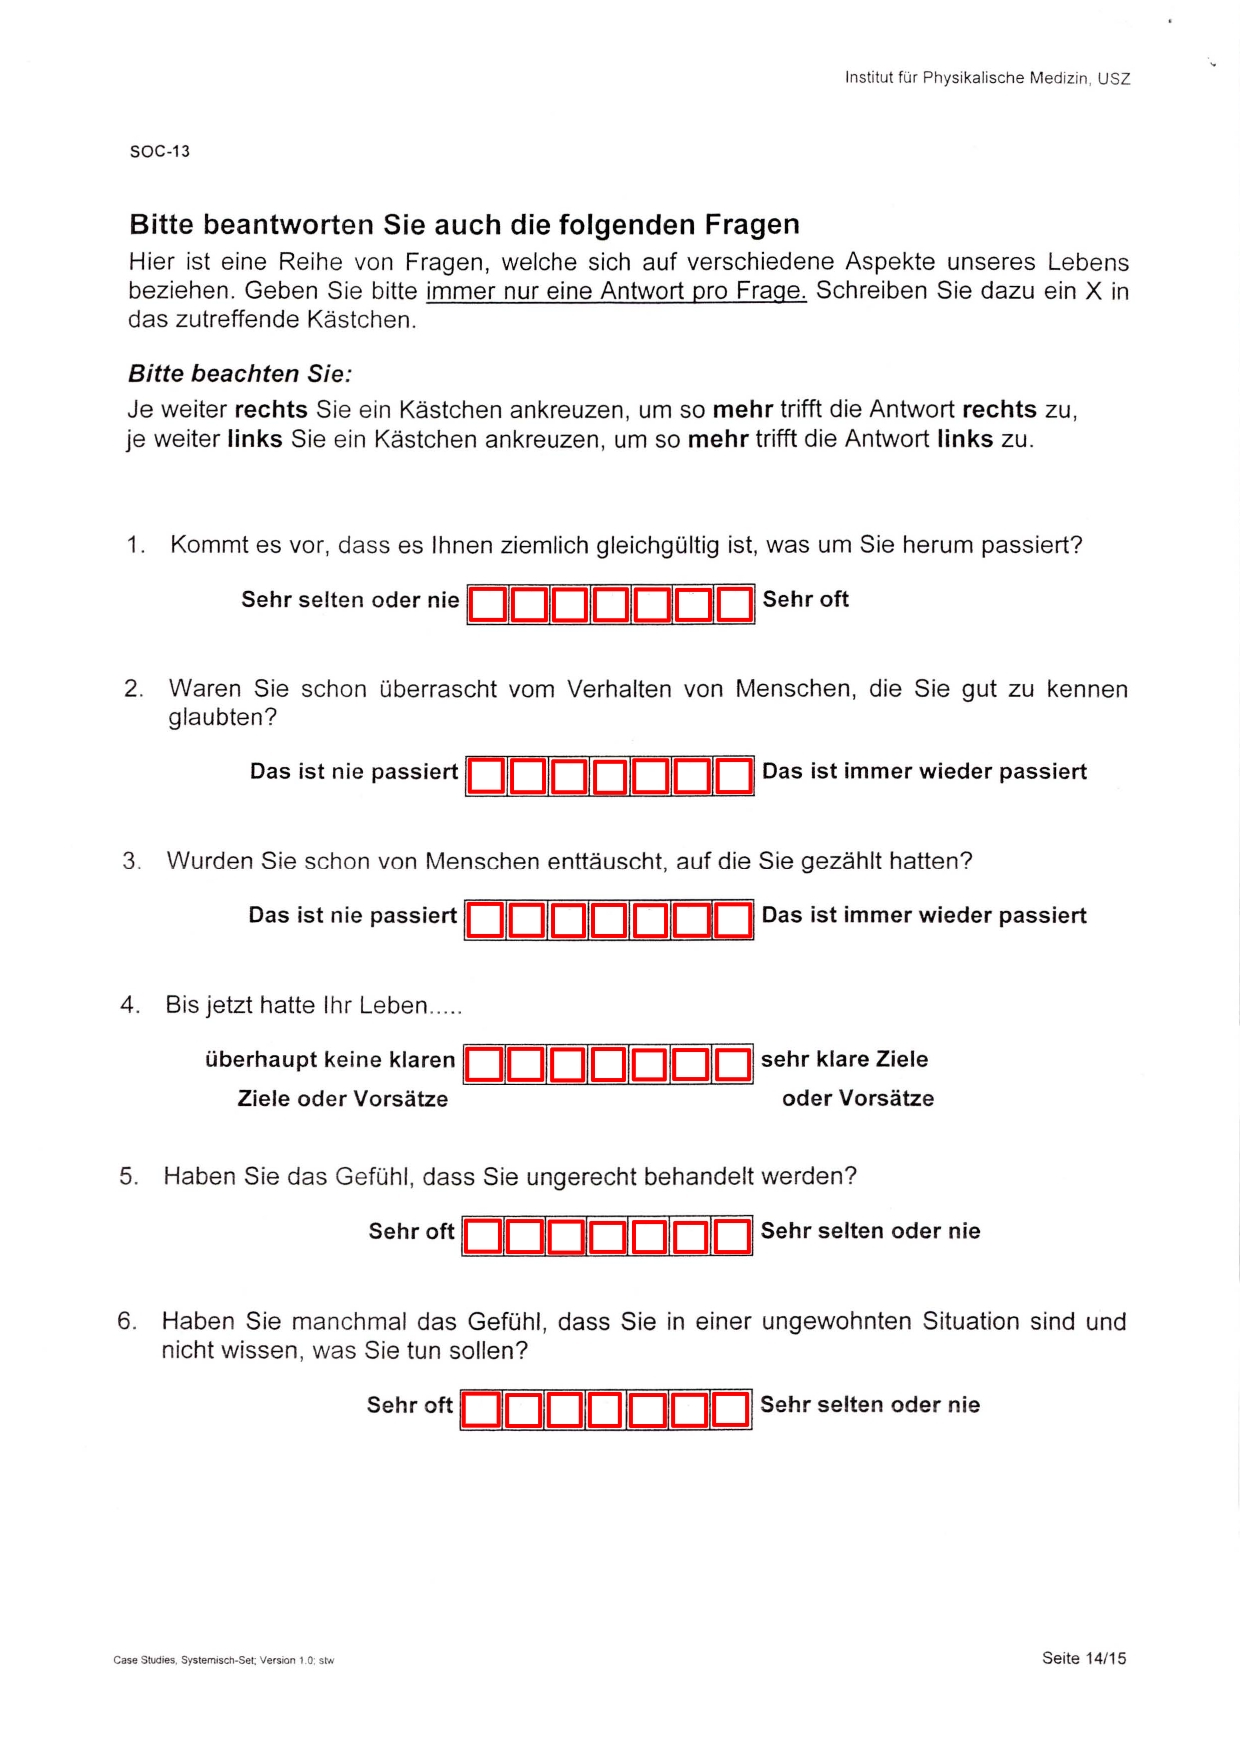 Institut für Physikalische Medizin, USZ
SOC-13
Bitte beantworten Sie auch die folgenden Fragen
Hier ist eine Reihe von Fragen, welche sich auf verschiedene Aspekte unseres Lebens
beziehen. Geben Sie bitte immer nur eine Antwort pro Frage. Schreiben Sie dazu ein X in
das zutreffende Kästchen.
Bitte beachten Sie:
Je weiter rechts Sie ein Kästchen ankreuzen, um so mehr trifft die Antwort rechts zu,
je weiter links Sie ein Kästchen ankreuzen, um so mehr trifft die Antwort links zu.
1. Kommt es vor, dass es Ihnen ziemlich gleichgültig ist, was um Sie herum passiert?
Sehr selten oder nie Sehr oft
2. Waren Sie schon überrascht vom Verhalten von Menschen, die Sie gut zu kennen
glaubten?
Das ist nie passiert Das ist immer wieder passiert
3. Wurden Sie schon von Menschen enttäuscht, auf die Sie gezählt hatten?
Das ist nie passiert Das ist immer wieder passiert
4. Bis jetzt hatte Ihr Leben.....
überhaupt keine klaren sehr klare Ziele
Ziele oder Vorsätze oder Vorsätze
5. Haben Sie das Gefühl, dass Sie ungerecht behandelt werden?
Sehr oft Sehr selten oder nie
6. Haben Sie manchmal das Gefühl, dass Sie in einer ungewohnten Situation sind und
nicht wissen, was Sie tun sollen?
Sehr oft Sehr selten oder nie
Case Studies, Systemisch-Set; Version 1.0; stw Seite 14/15